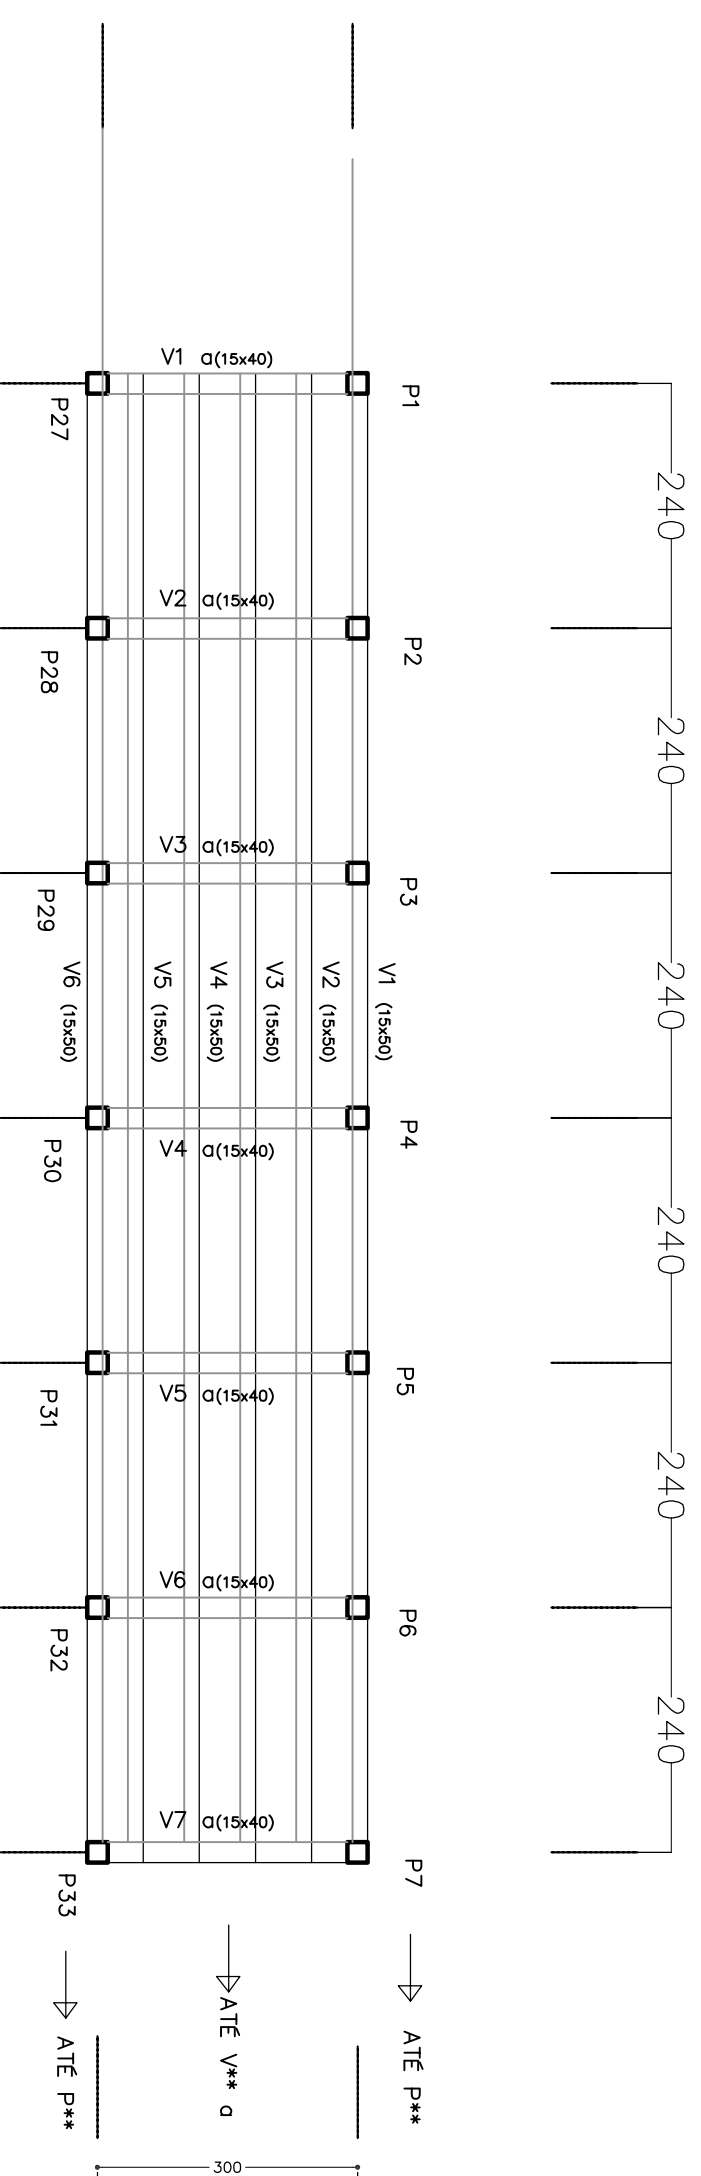 V1 a(15x40)
P27
P1
240
V2 a(15x40)
P28
P2
240
V3 a(15x40)
P29
P3
240
V6 (15x50)
V5 (15x50)
V4 (15x50)
V3 (15x50)
V2 (15x50)
V1 (15x50)
P30
V4 a(15x40)
P4
240
P31
V5 a(15x40)
P5
240
V6 a(15x40)
P32
P6
240
V7 a(15x40)
P33
P7
ATÉ P**
ATÉ V** a
ATÉ P**
300